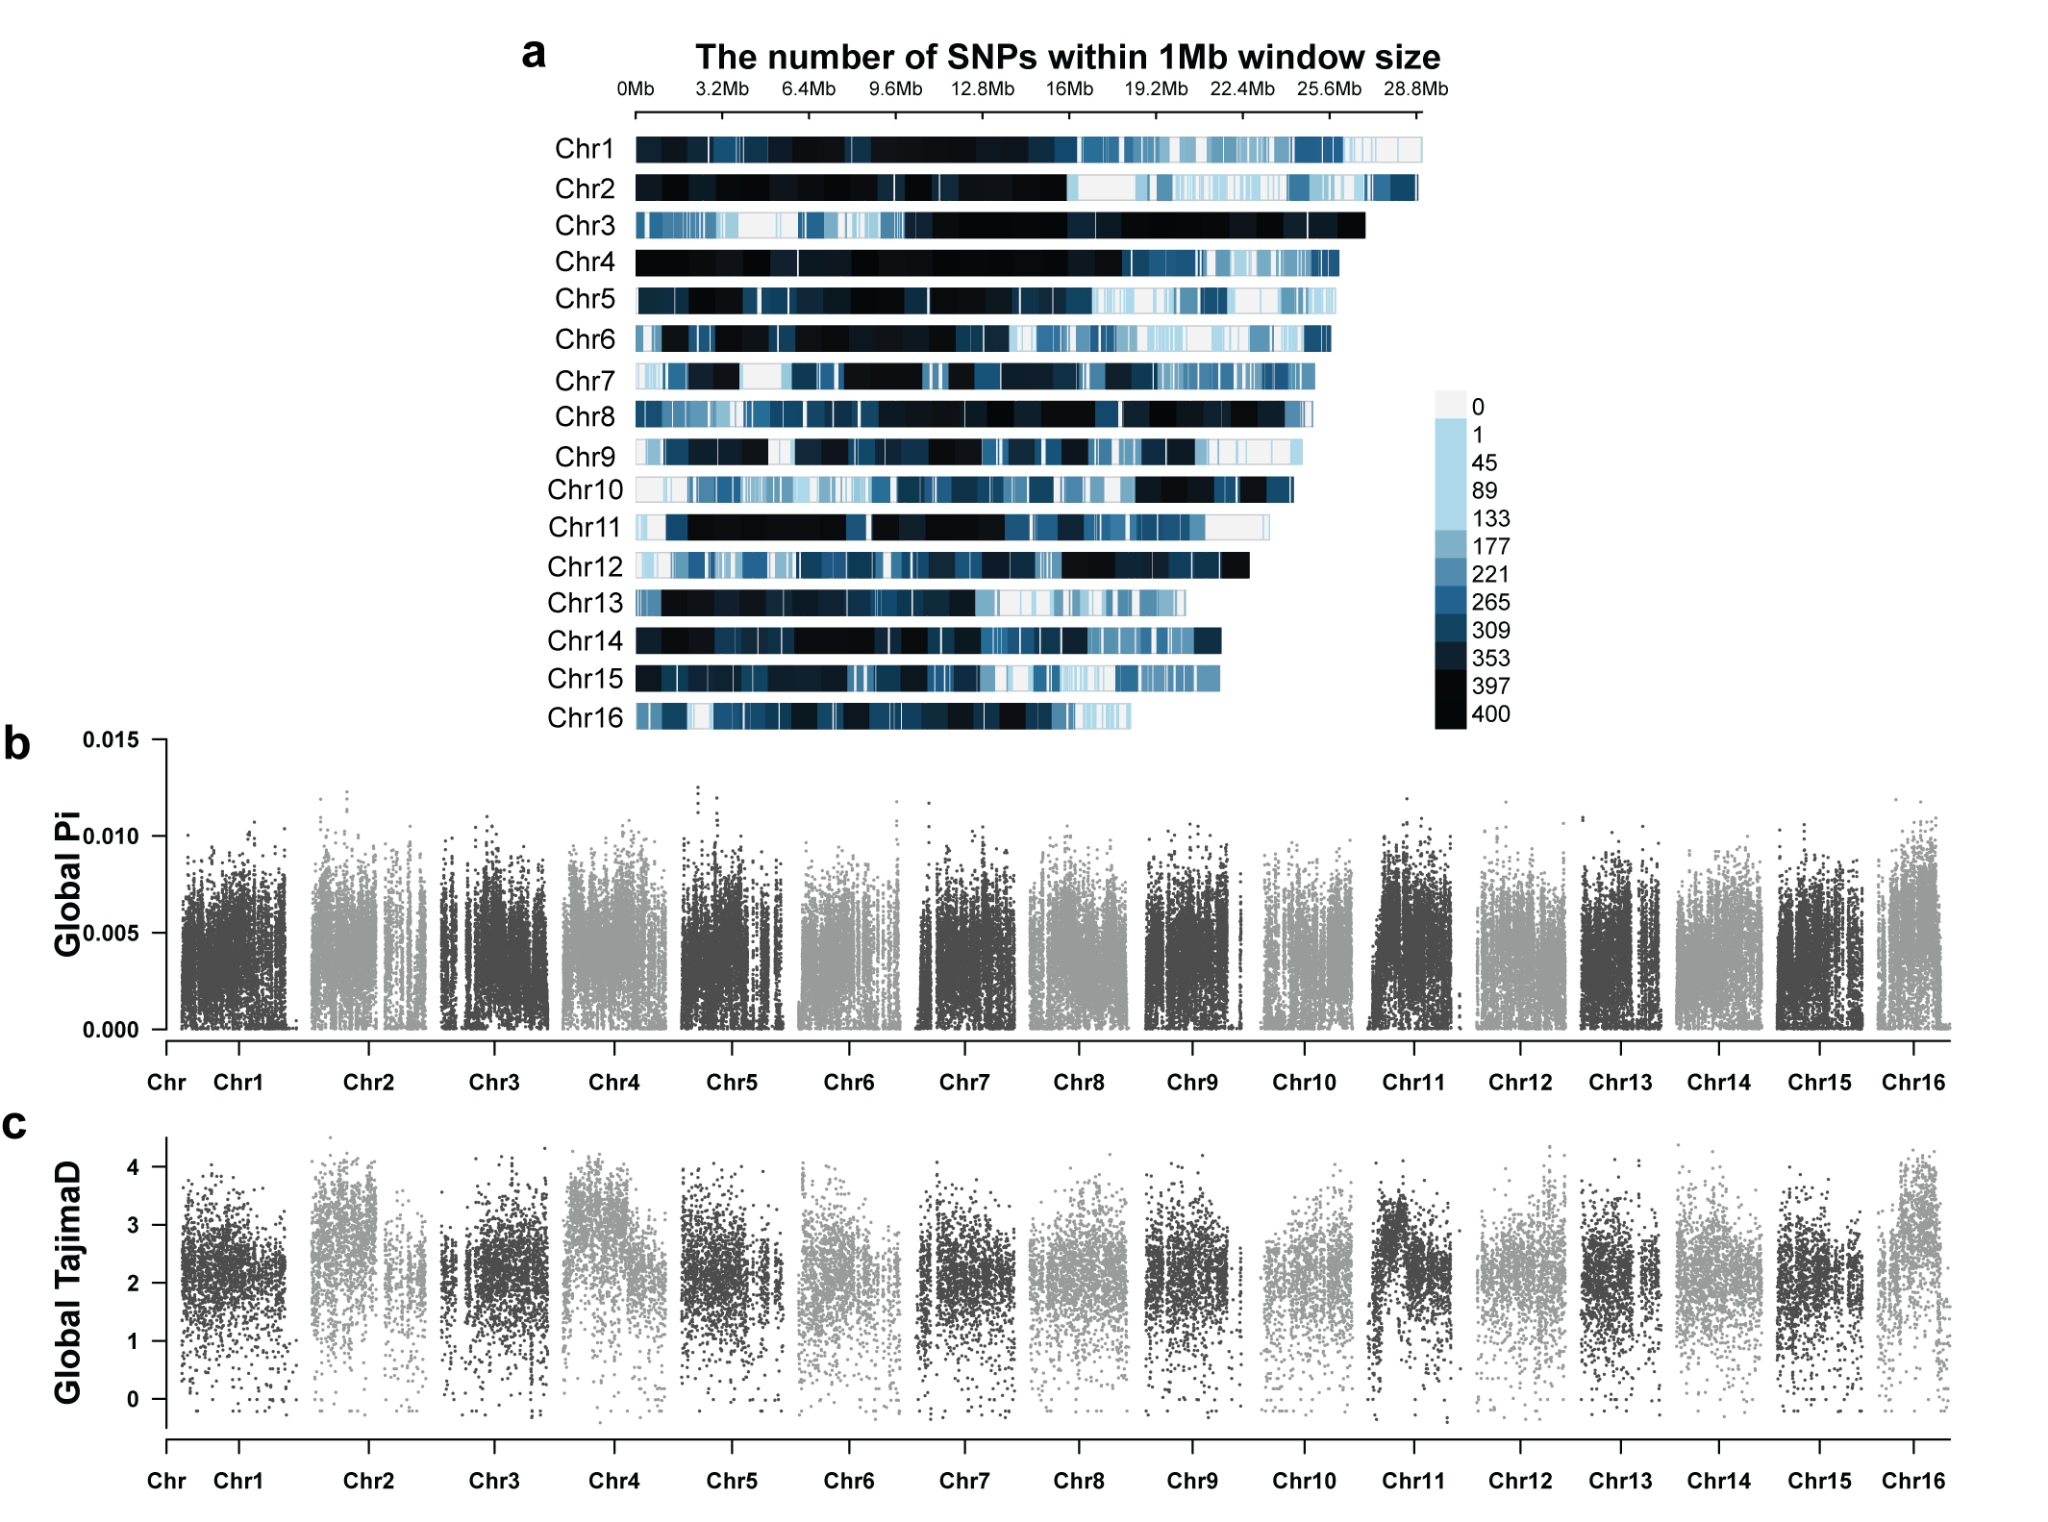 a
The number of SNPs within 1Mb window size
0Mb 3.2Mb 6.4Mb 9.6Mb 12.8Mb 16Mb 19.2Mb 22.4Mb 25.6Mb 28.8Mb
Chr1
Chr2
Chr3
Chr4
Chr5
Chr6
Chr7
Chr8
Chr9
Chr10
Chr11
Chr12
Chr13
Chr14
Chr15
Chr16
0
1
45
89
133
177
221
265
309
353
397
400
b
Global Pi
0.015
0.010
0.005
0.000
Chr Chr1 Chr2 Chr3 Chr4 Chr5 Chr6 Chr7 Chr8 Chr9 Chr10 Chr11 Chr12 Chr13 Chr14 Chr15 Chr16
c
Global TajimaD
4
3
2
1
0
Chr Chr1 Chr2 Chr3 Chr4 Chr5 Chr6 Chr7 Chr8 Chr9 Chr10 Chr11 Chr12 Chr13 Chr14 Chr15 Chr16